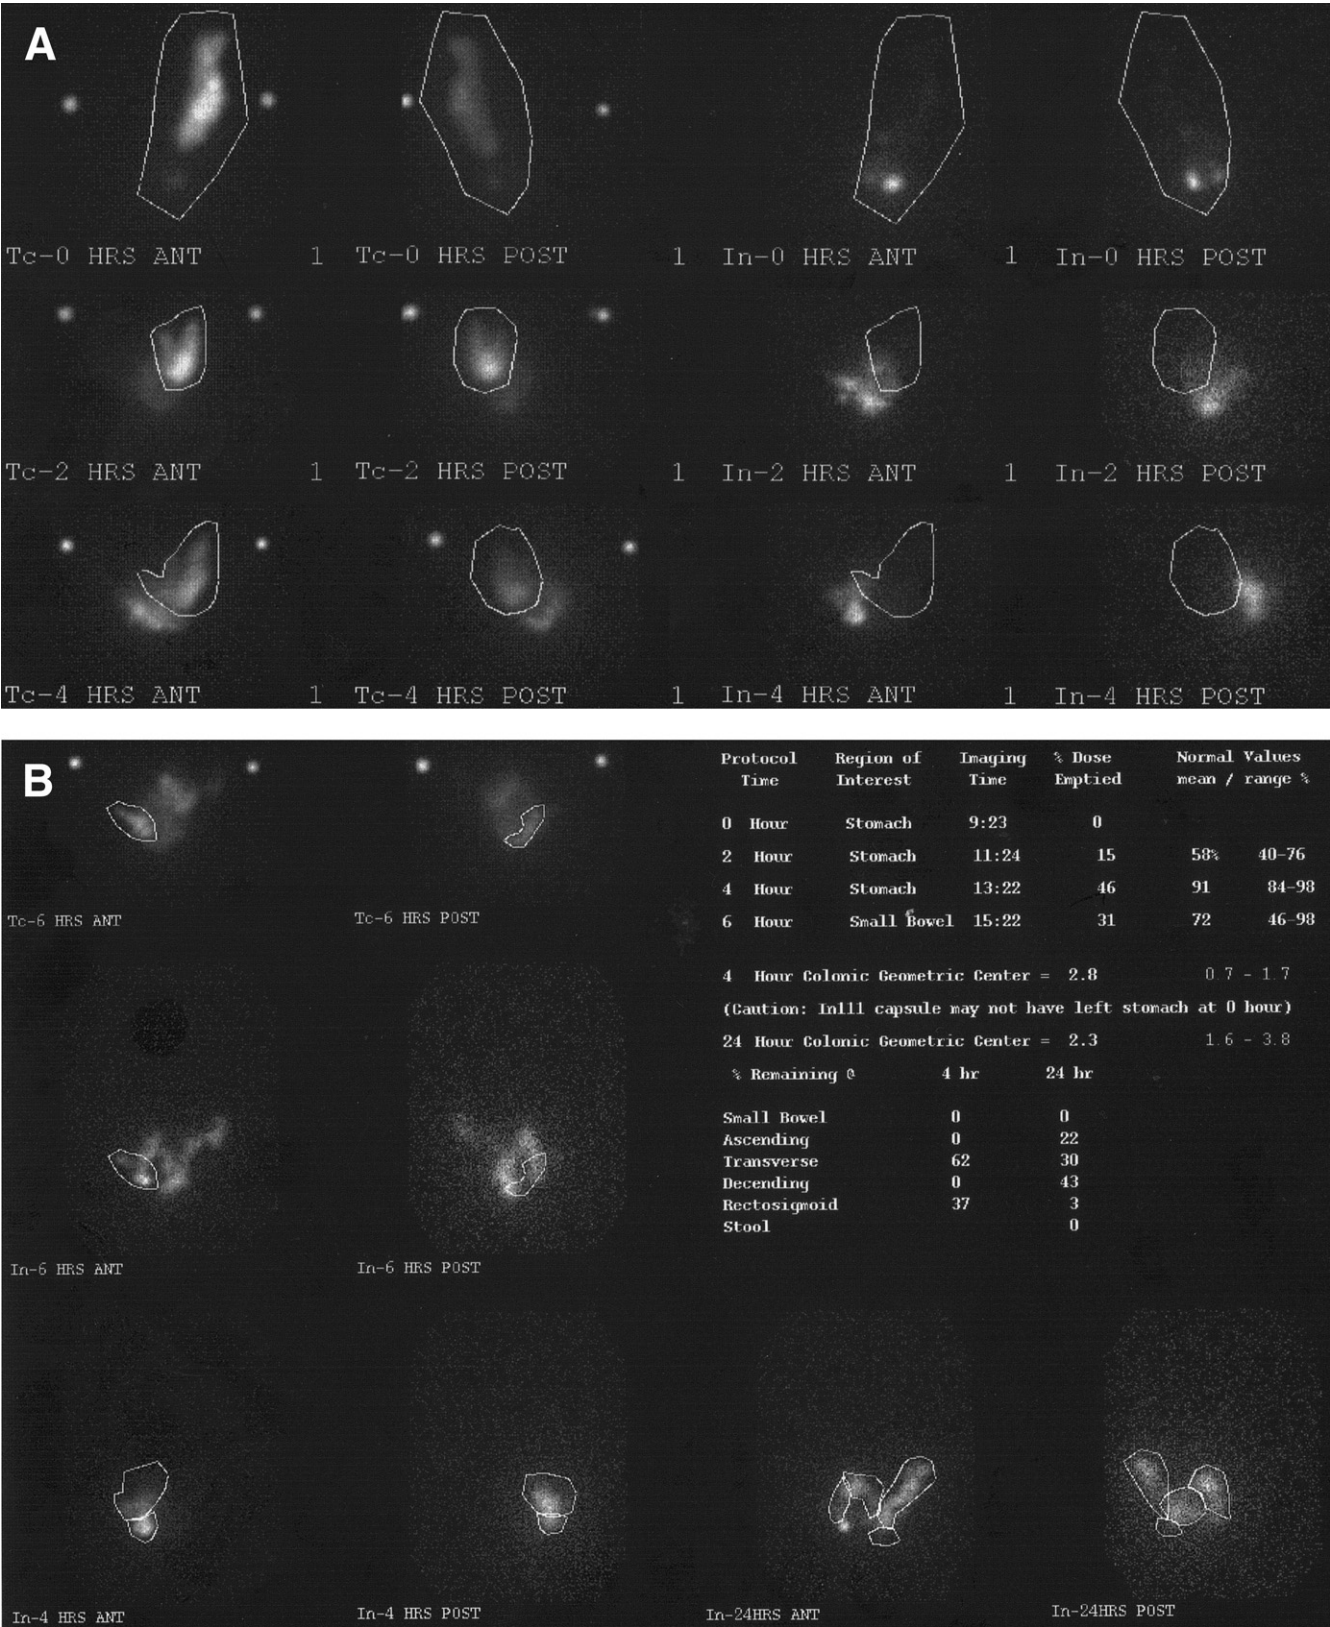 A
Tc-0 HRS ANT 1 Tc-0 HRS POST 1 In-0 HRS ANT 1 In-0 HRS POST
Tc-2 HRS ANT 1 Tc-2 HRS POST 1 In-2 HRS ANT 1 In-2 HRS POST
Tc-4 HRS ANT 1 Tc-4 HRS POST 1 In-4 HRS ANT 1 In-4 HRS POST
B
Protocol Region of Imaging % Dose Normal Values
Time Interest Time Emptied mean / range %
0 Hour Stomach 9:23 0
2 Hour Stomach 11:24 15 58% 40-76
4 Hour Stomach 13:22 46 91 84-98
6 Hour Small Bowel 15:22 31 72 46-98
Tc-6 HRS ANT Tc-6 HRS POST
4 Hour Colonic Geometric Center = 2.8 0.7 - 1.7
(Caution: In111 capsule may not have left stomach at 0 hour)
24 Hour Colonic Geometric Center = 2.3 1.6 - 3.8
% Remaining @ 4 hr 24 hr
Small Bowel 0 0
Ascending 0 22
Transverse 62 30
Decending 0 43
Rectosigmoid 37 3
Stool 0
In-6 HRS ANT In-6 HRS POST
In-4 HRS ANT In-4 HRS POST In-24HRS ANT In-24HRS POST